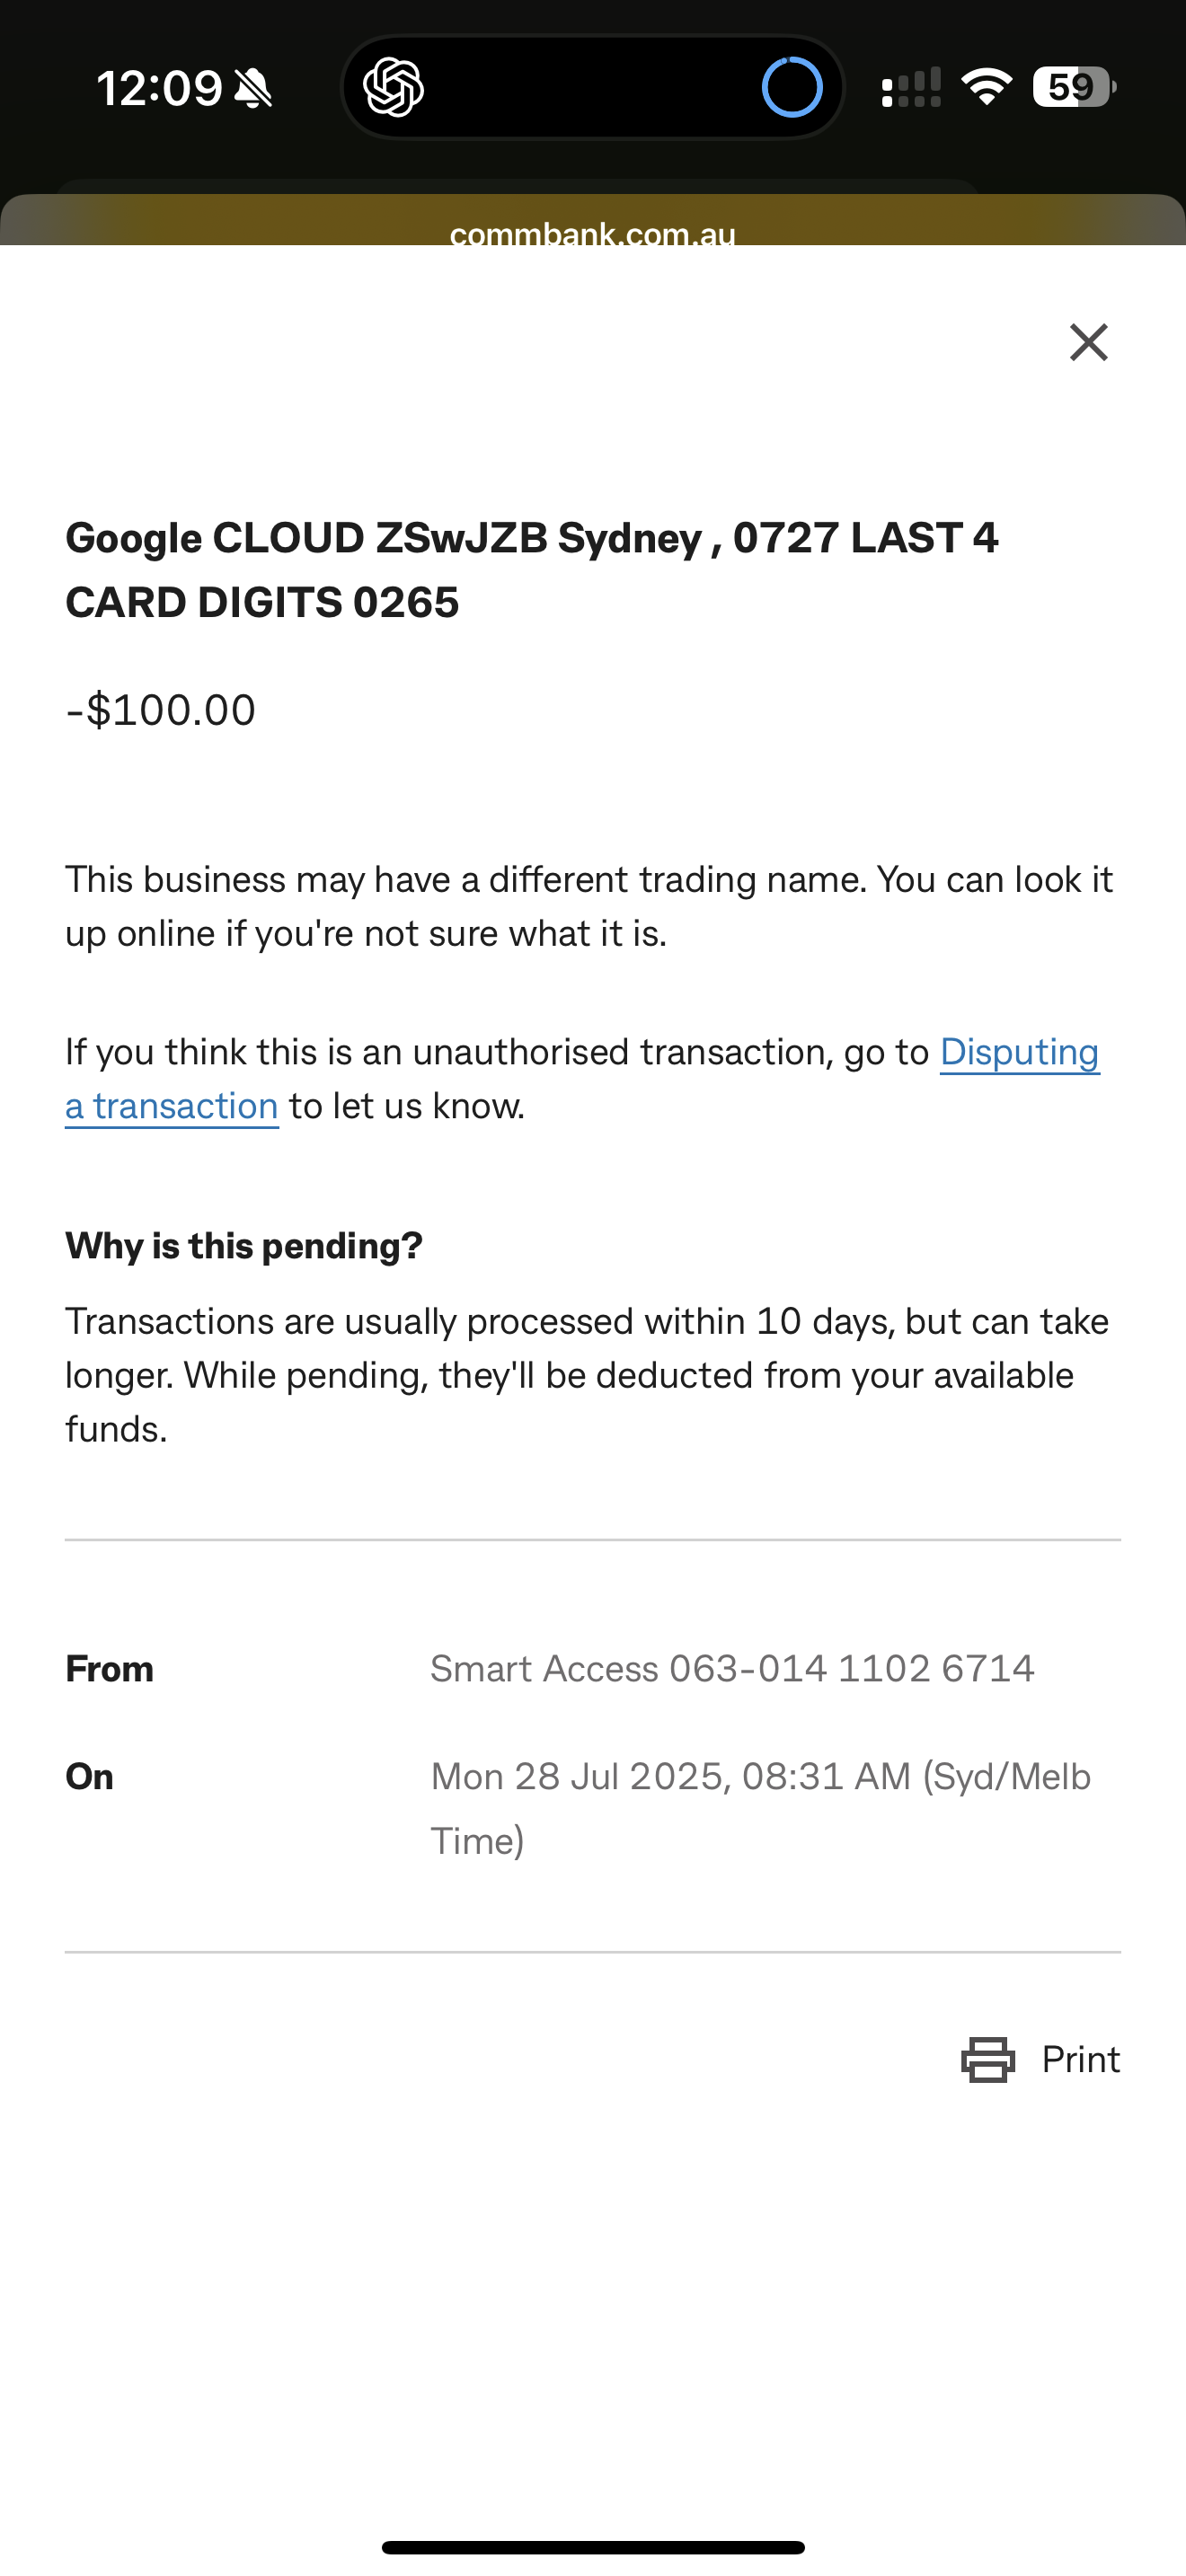 12:09
59
commbank.com.au
Google CLOUD ZSwJZB Sydney , 0727 LAST 4
CARD DIGITS 0265
-$100.00
This business may have a different trading name. You can look it
up online if you're not sure what it is.
If you think this is an unauthorised transaction, go to Disputing
a transaction to let us know.
Why is this pending?
Transactions are usually processed within 10 days, but can take
longer. While pending, they'll be deducted from your available
funds.
From Smart Access 063-014 1102 6714
On Mon 28 Jul 2025, 08:31 AM (Syd/Melb
Time)
Print